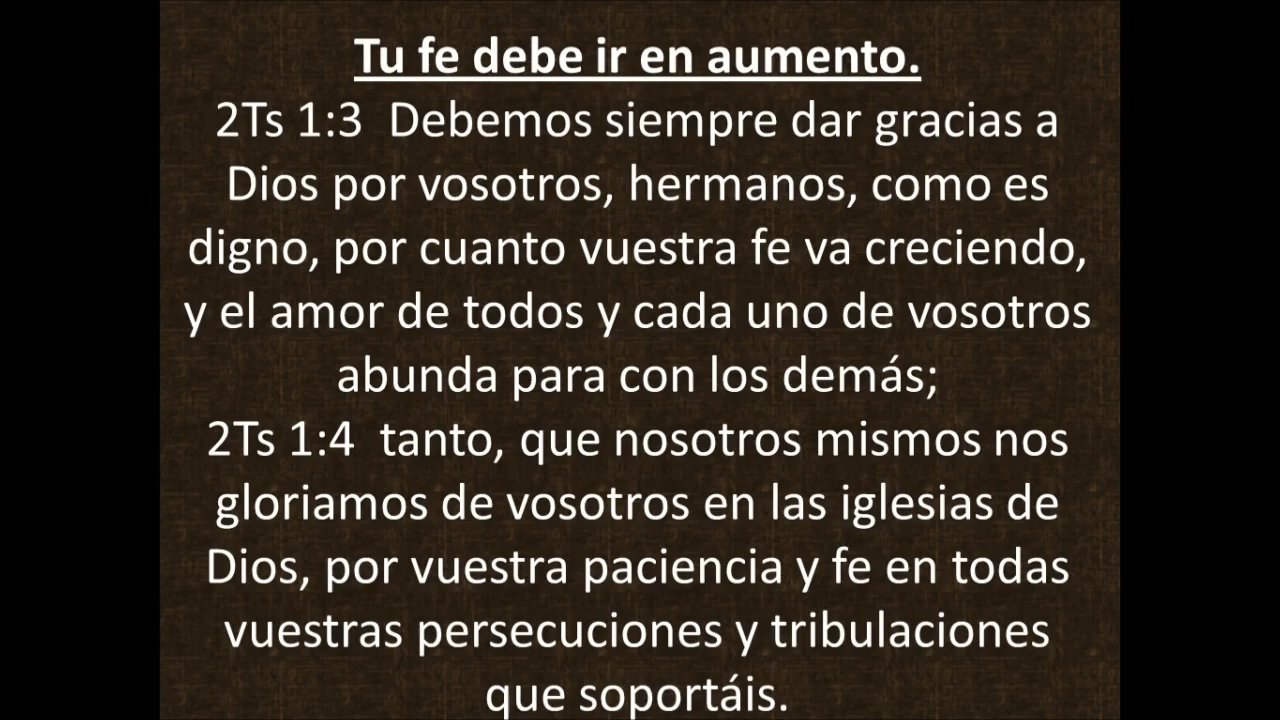 Tu fe debe ir en aumento.
2Ts 1:3  Debemos siempre dar gracias a
Dios por vosotros, hermanos, como es
digno, por cuanto vuestra fe va creciendo,
y el amor de todos y cada uno de vosotros
abunda para con los demás;
2Ts 1:4  tanto, que nosotros mismos nos
gloriamos de vosotros en las iglesias de
Dios, por vuestra paciencia y fe en todas
vuestras persecuciones y tribulaciones
que soportáis.